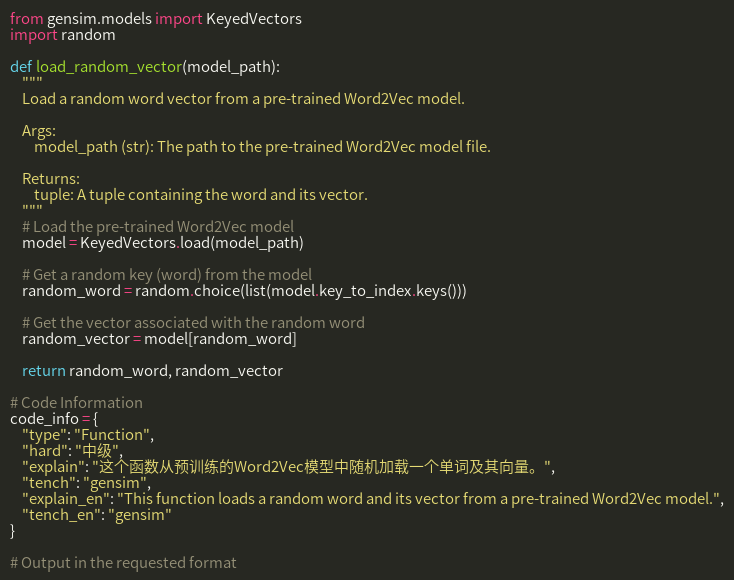 from gensim.models import KeyedVectors
import random
def load_random_vector(model_path):
"""
Load a random word vector from a pre-trained Word2Vec model.
Args:
model_path (str): The path to the pre-trained Word2Vec model file.
Returns:
tuple: A tuple containing the word and its vector.
"""
# Load the pre-trained Word2Vec model
model = KeyedVectors.load(model_path)
# Get a random key (word) from the model
random_word = random.choice(list(model.key_to_index.keys()))
# Get the vector associated with the random word
random_vector = model[random_word]
return random_word, random_vector
# Code Information
code_info = {
"type": "Function",
"hard": "中级",
"explain": "这个函数从预训练的Word2Vec模型中随机加载一个单词及其向量。",
"tench": "gensim",
"explain_en": "This function loads a random word and its vector from a pre-trained Word2Vec model.",
"tench_en": "gensim"
}
# Output in the requested format